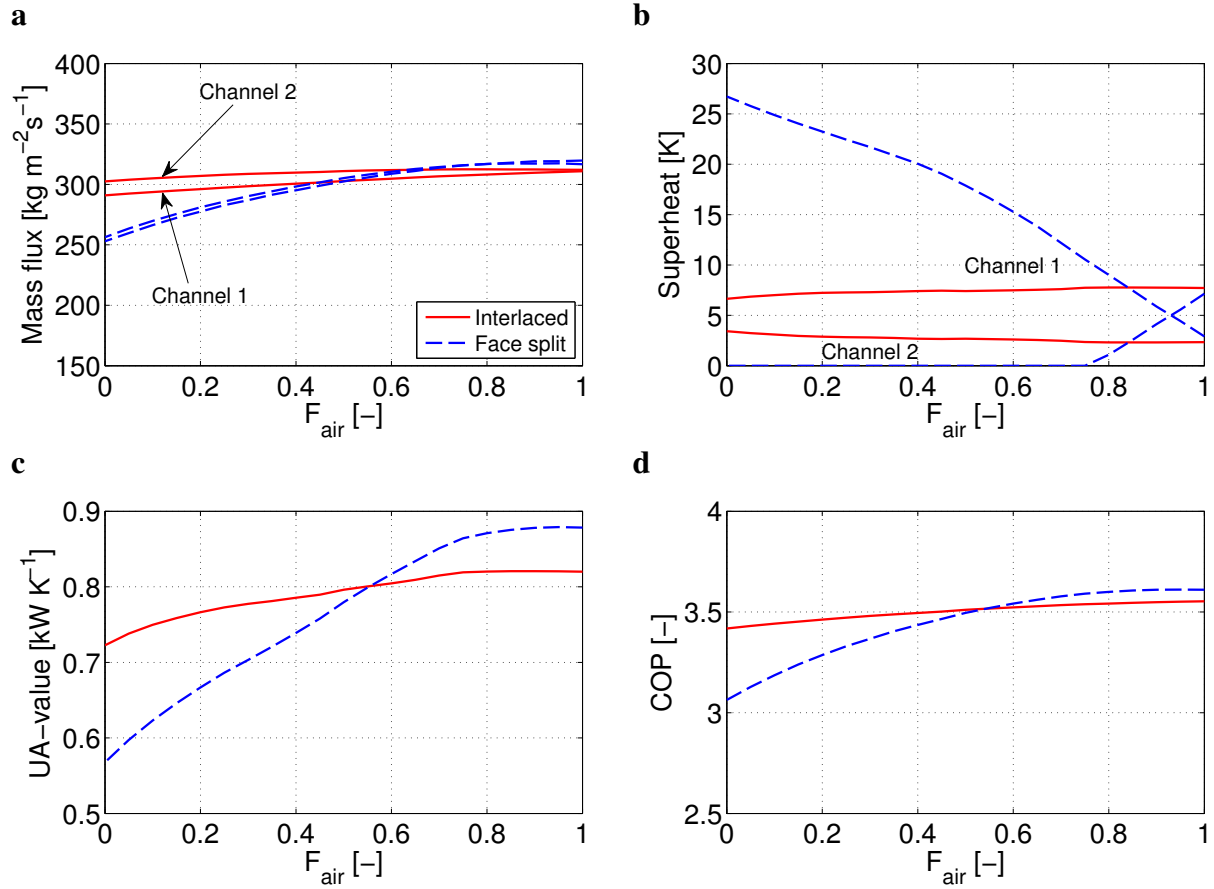 a
400
350
300
250
200
150
Mass flux [kg m−2s−1]
Channel 2
Channel 1
Interlaced
Face split
0 0.2 0.4 0.6 0.8 1
Fair [−]
b
30
25
20
15
10
5
0
Superheat [K]
Channel 1
Channel 2
0 0.2 0.4 0.6 0.8 1
Fair [−]
c
0.9
0.8
0.7
0.6
0.5
UA−value [kW K−1]
0 0.2 0.4 0.6 0.8 1
Fair [−]
d
4
3.5
3
2.5
COP [−]
0 0.2 0.4 0.6 0.8 1
Fair [−]